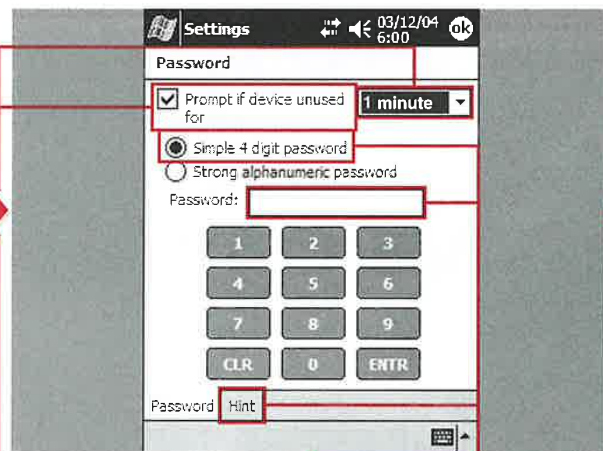 Settings 03/12/04 6:00 ok
Password
Prompt if device unused for 1 minute
Simple 4 digit password
Strong alphanumeric password
Password:
1 2 3
4 5 6
7 8 9
CLR 0 ENTR
Password Hint